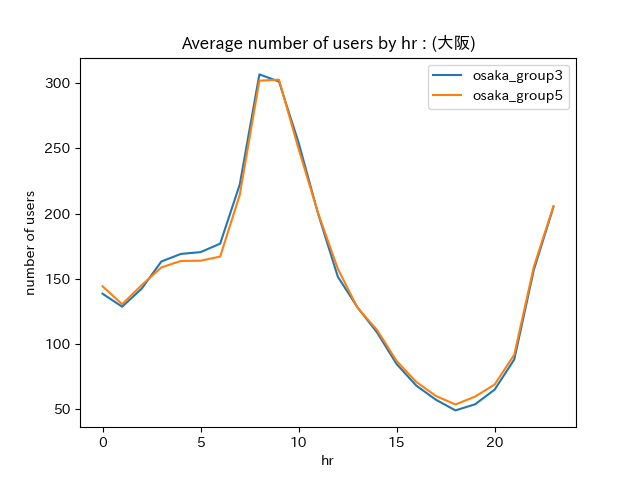 Average number of users by hr : (大阪)
osaka_group3
osaka_group5
number of users
300
250
200
150
100
50
0 5 10 15 20
hr